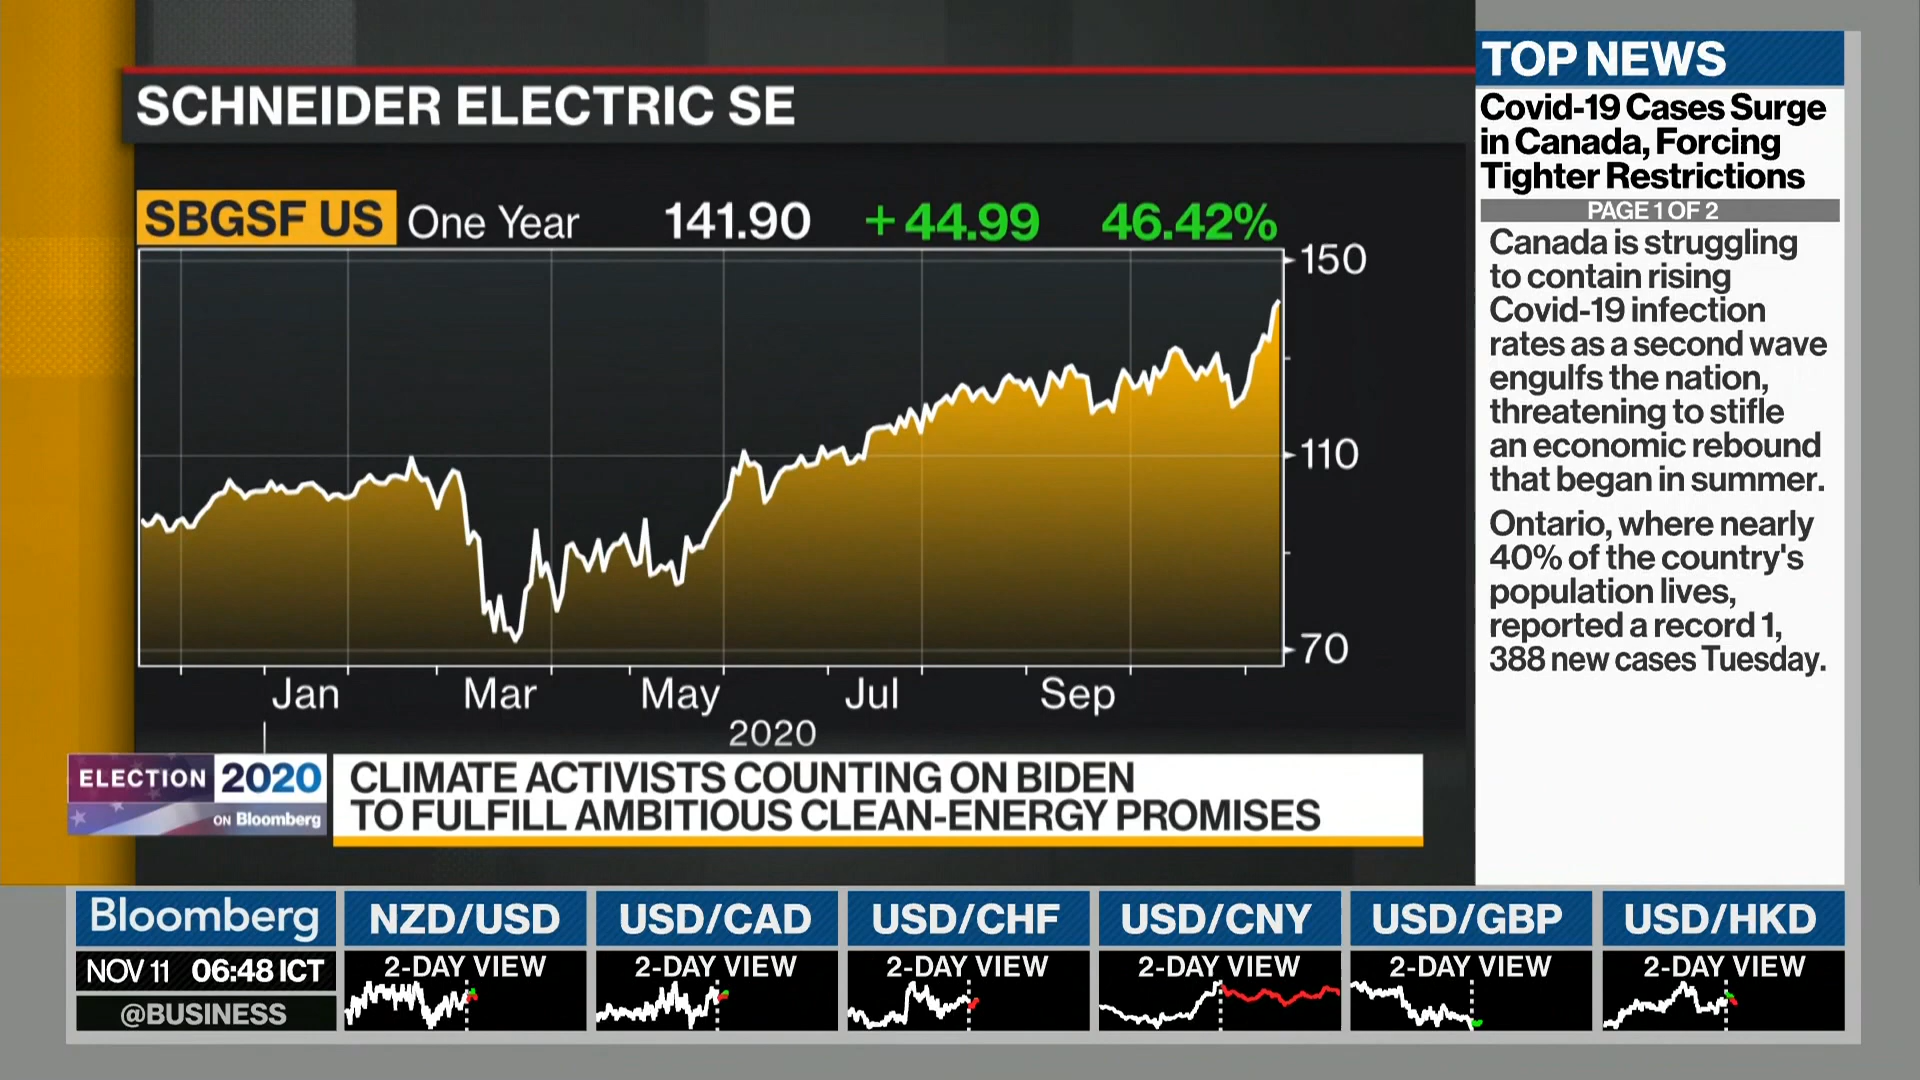 SCHNEIDER ELECTRIC SE
SBGSF US One Year 141.90 +44.99 46.42%
150
110
70
Jan Mar May Jul Sep
2020
ELECTION 2020
ON Bloomberg
CLIMATE ACTIVISTS COUNTING ON BIDEN
TO FULFILL AMBITIOUS CLEAN-ENERGY PROMISES
TOP NEWS
Covid-19 Cases Surge
in Canada, Forcing
Tighter Restrictions
PAGE 1 OF 2
Canada is struggling
to contain rising
Covid-19 infection
rates as a second wave
engulfs the nation,
threatening to stifle
an economic rebound
that began in summer.
Ontario, where nearly
40% of the country's
population lives,
reported a record 1,
388 new cases Tuesday.
Bloomberg
NOV 11 06:48 ICT
@BUSINESS
NZD/USD USD/CAD USD/CHF USD/CNY USD/GBP USD/HKD
2-DAY VIEW 2-DAY VIEW 2-DAY VIEW 2-DAY VIEW 2-DAY VIEW 2-DAY VIEW